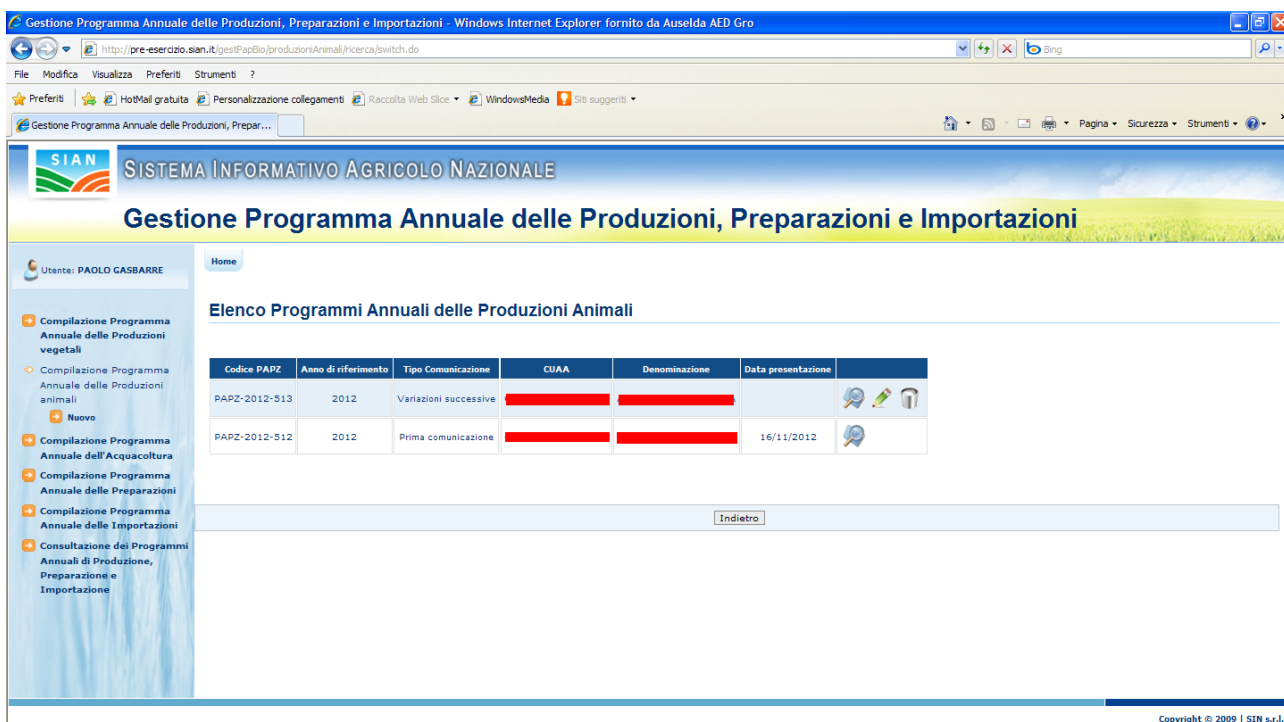 Gestione Programma Annuale delle Produzioni, Preparazioni e Importazioni - Windows Internet Explorer fornito da Auselda AED Gro
http://pre-esercizio.sian.it/gestPapBio/produzioniAnimali/ricerca/switch.do
Bing
File Modifica Visualizza Preferiti Strumenti ?
Preferiti HotMail gratuita Personalizzazione collegamenti Raccolta Web Slice WindowsMedia Siti suggeriti
Gestione Programma Annuale delle Produzioni, Prepar...
Pagina Sicurezza Strumenti
SIAN
SISTEMA INFORMATIVO AGRICOLO NAZIONALE
Gestione Programma Annuale delle Produzioni, Preparazioni e Importazioni
Utente: PAOLO GASBARRE
Home
Compilazione Programma
Annuale delle Produzioni
vegetali
Compilazione Programma
Annuale delle Produzioni
animali
Nuovo
Compilazione Programma
Annuale dell'Acquacoltura
Compilazione Programma
Annuale delle Preparazioni
Compilazione Programma
Annuale delle Importazioni
Consultazione dei Programmi
Annuali di Produzione,
Preparazione e
Importazione
Elenco Programmi Annuali delle Produzioni Animali
Codice PAPZ Anno di riferimento Tipo Comunicazione CUAA Denominazione Data presentazione
PAPZ-2012-513 2012 Variazioni successive
PAPZ-2012-512 2012 Prima comunicazione 16/11/2012
Indietro
Copyright © 2009 | SIN s.r.l.